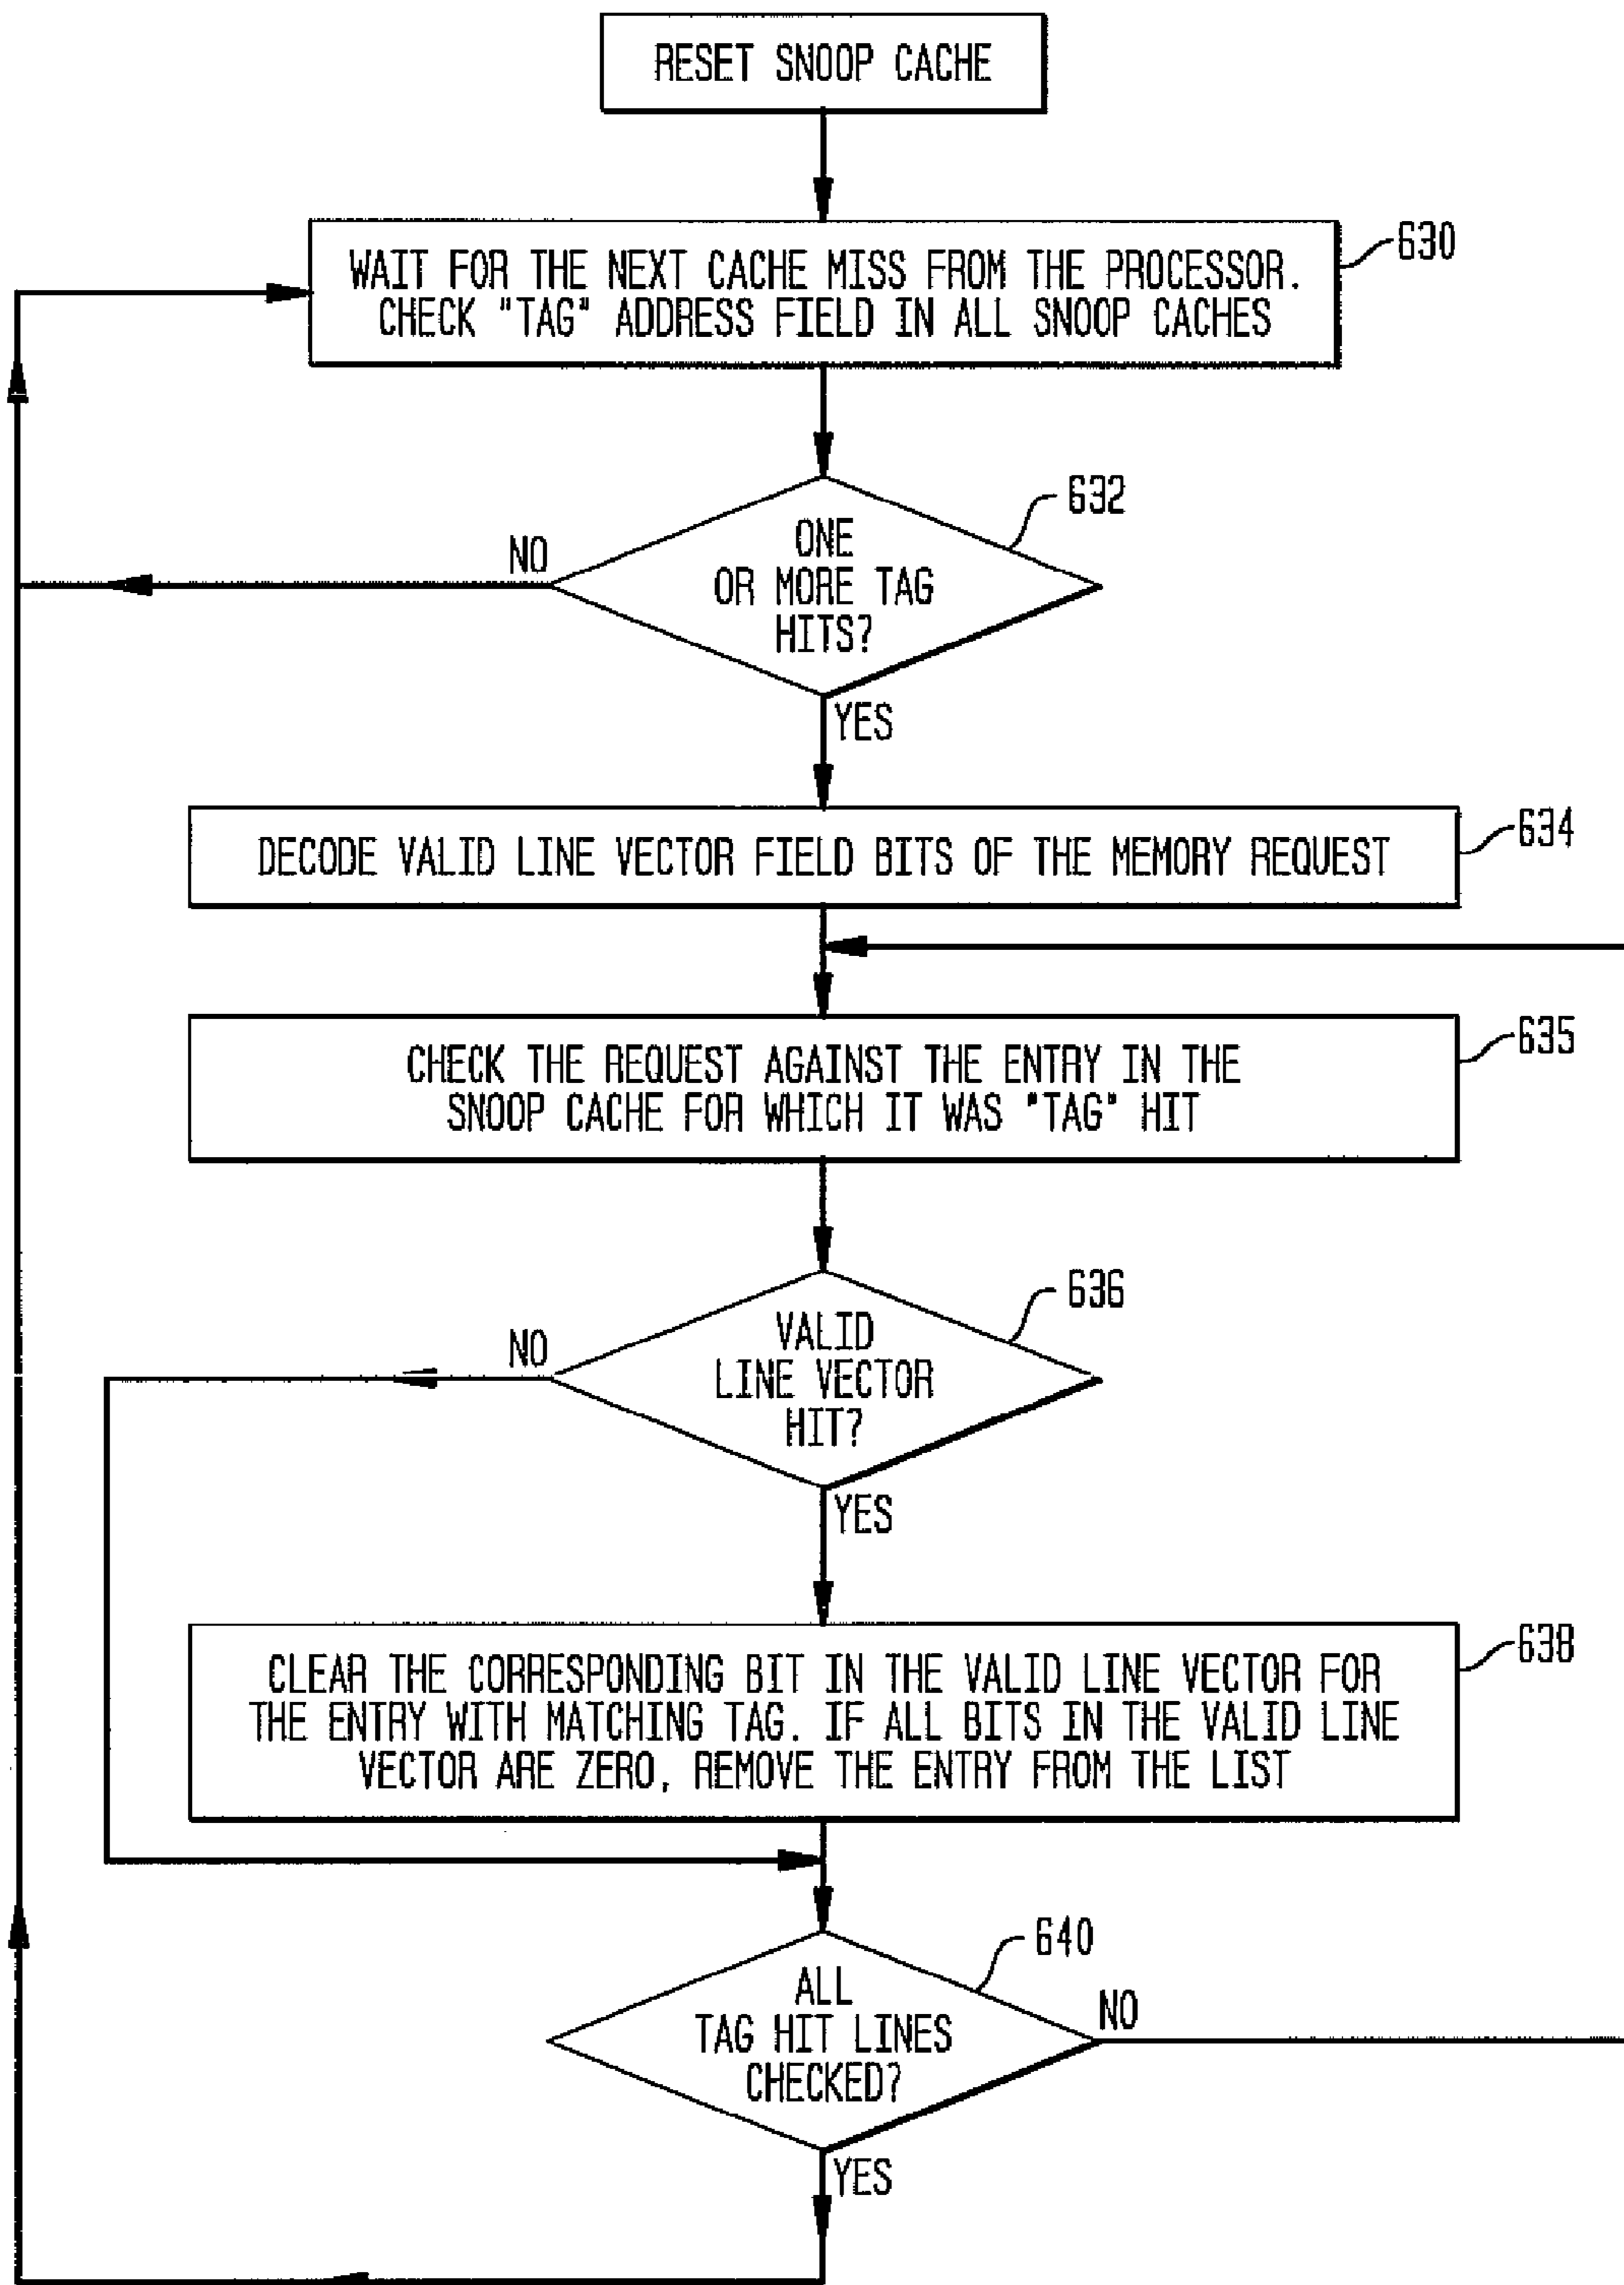 RESET SNOOP CACHE
WAIT FOR THE NEXT CACHE MISS FROM THE PROCESSOR.
CHECK "TAG" ADDRESS FIELD IN ALL SNOOP CACHES
630
ONE
OR MORE TAG
HITS?
632
NO
YES
DECODE VALID LINE VECTOR FIELD BITS OF THE MEMORY REQUEST
634
CHECK THE REQUEST AGAINST THE ENTRY IN THE
SNOOP CACHE FOR WHICH IT WAS "TAG" HIT
635
VALID
LINE VECTOR
HIT?
636
NO
YES
CLEAR THE CORRESPONDING BIT IN THE VALID LINE VECTOR FOR
THE ENTRY WITH MATCHING TAG. IF ALL BITS IN THE VALID LINE
VECTOR ARE ZERO, REMOVE THE ENTRY FROM THE LIST
638
ALL
TAG HIT LINES
CHECKED?
640
NO
YES